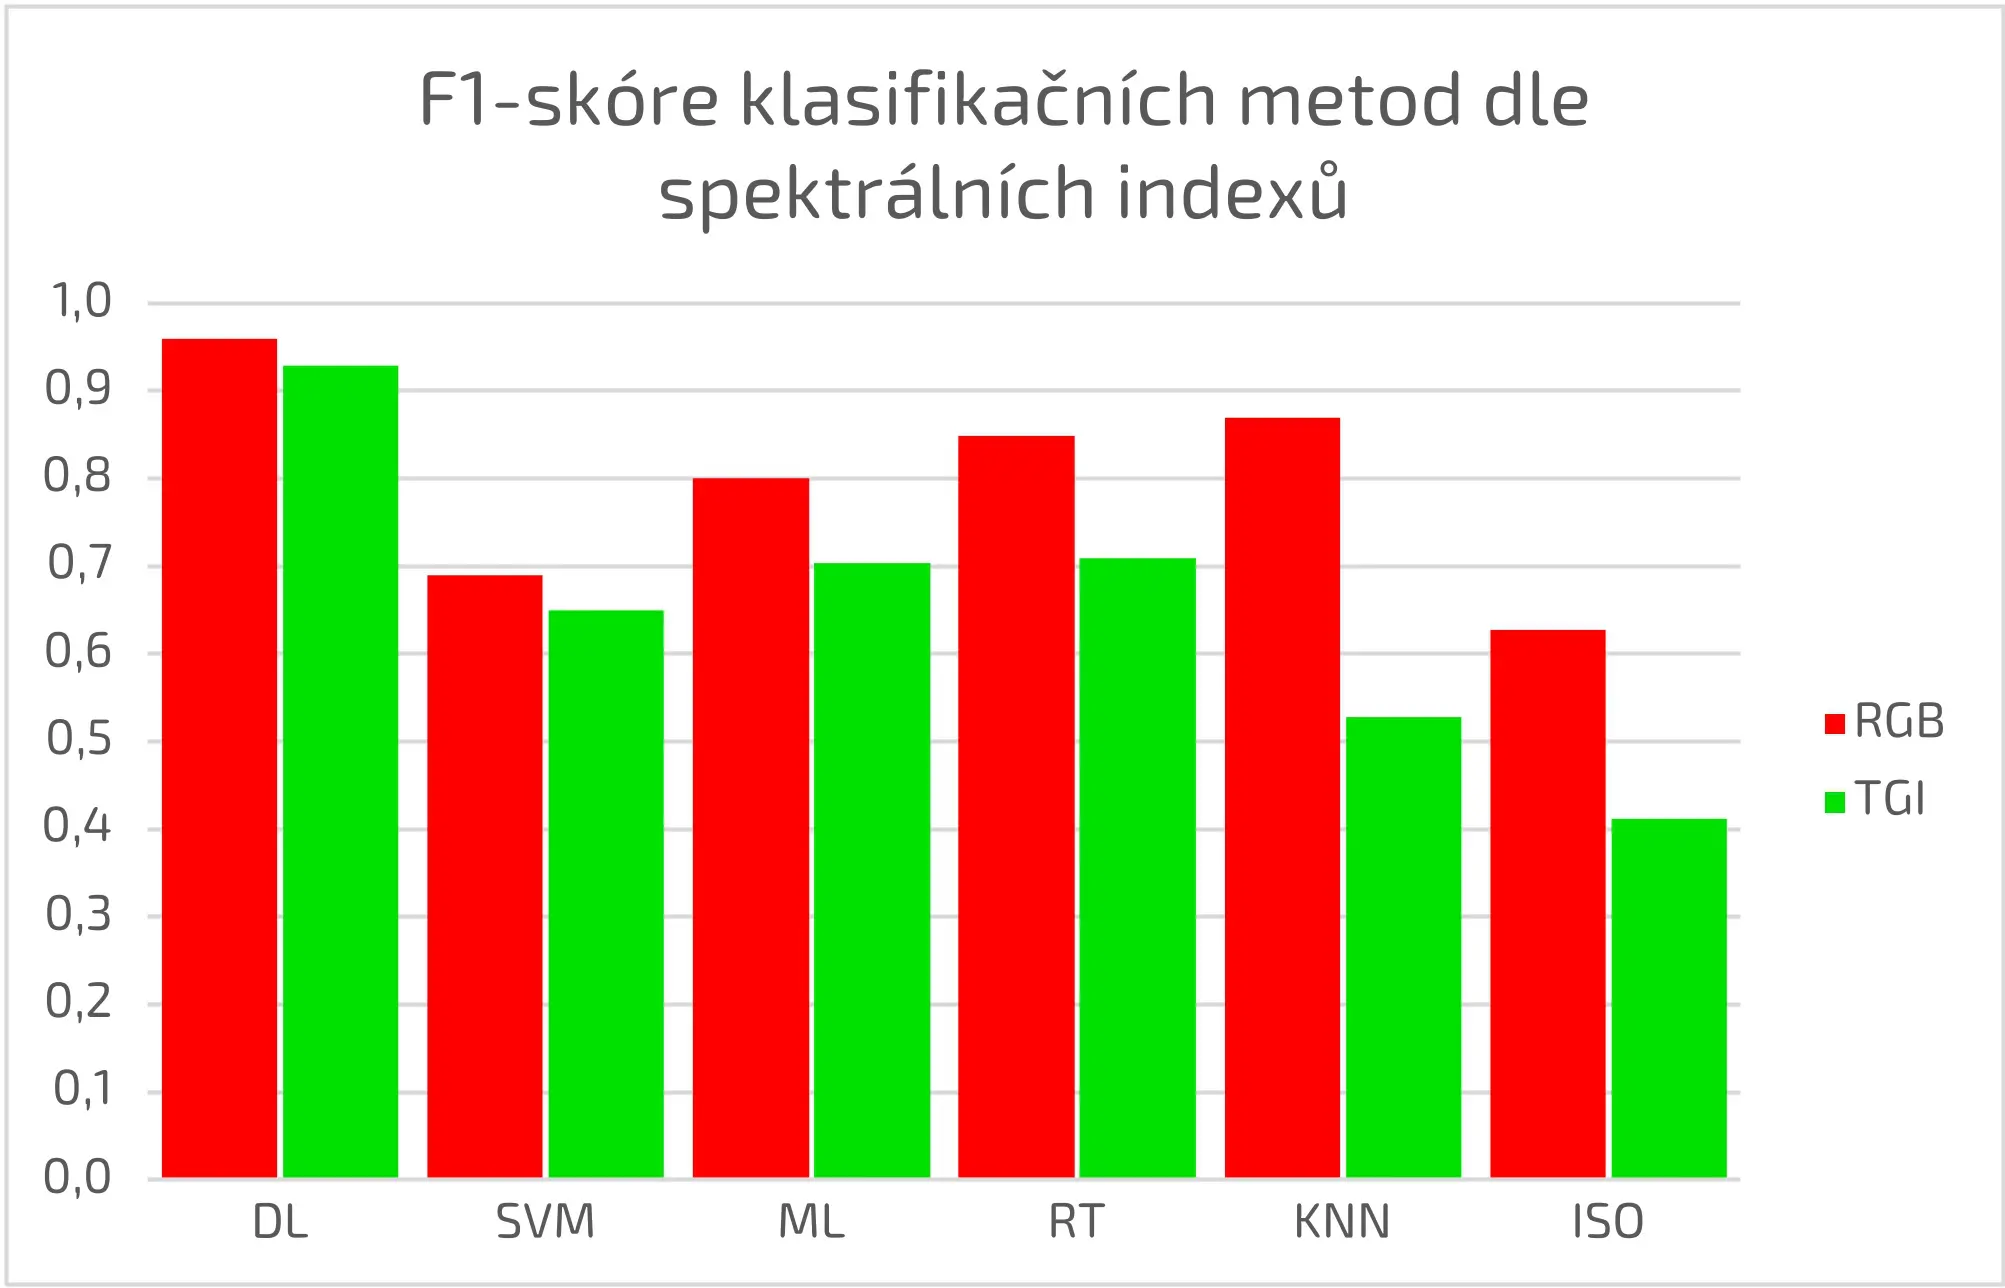 F1-skóre klasifikačních metod dle
spektrálních indexů
1,0
0,9
0,8
0,7
0,6
0,5
0,4
0,3
0,2
0,1
0,0
DL SVM ML RT KNN ISO
RGB
TGI